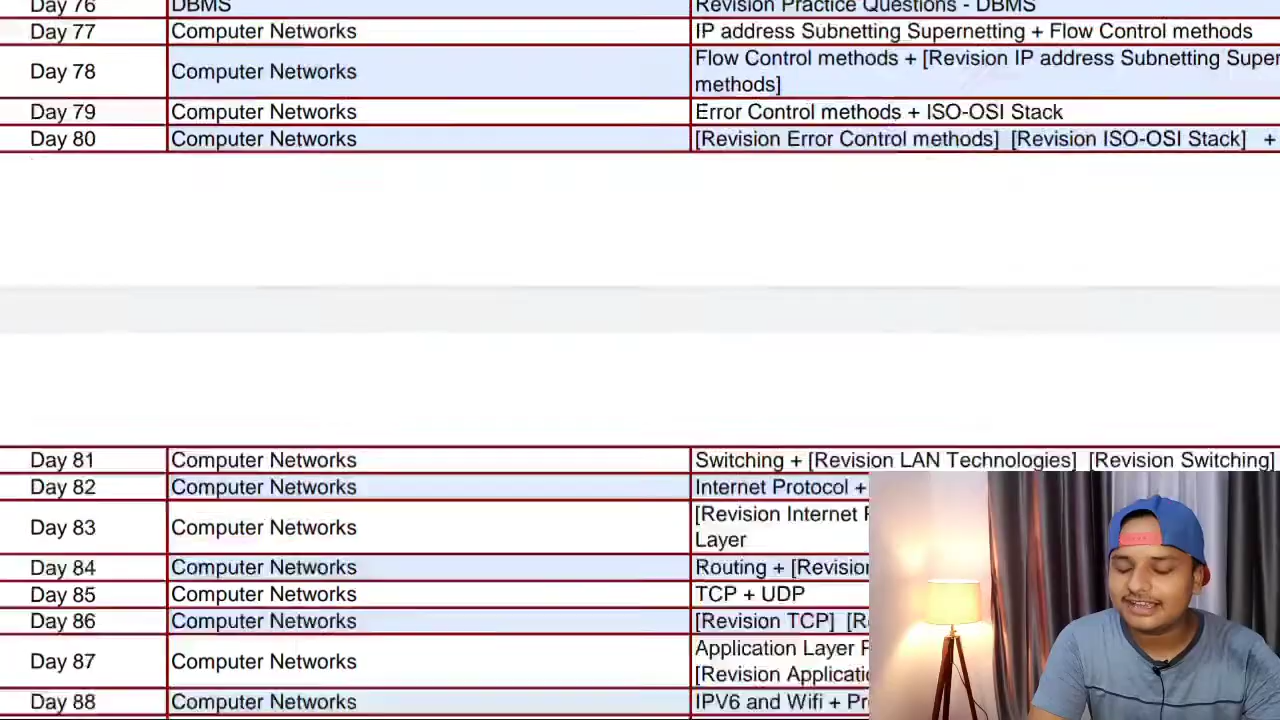 Day 76 DBMS Revision Practice Questions - DBMS
Day 77 Computer Networks IP address Subnetting Supernetting + Flow Control methods
Day 78 Computer Networks Flow Control methods + [Revision IP address Subnetting
methods]
Day 79 Computer Networks Error Control methods + ISO-OSI Stack
Day 80 Computer Networks [Revision Error Control methods] [Revision ISO-OSI Stack] +
Day 81 Computer Networks Switching + [Revision LAN Technologies] [Revision Switching]
Day 82 Computer Networks Internet Protocol +
Day 83 Computer Networks [Revision Internet
Layer
Day 84 Computer Networks Routing + [Revision
Day 85 Computer Networks TCP + UDP
Day 86 Computer Networks [Revision TCP]
Day 87 Computer Networks Application Layer
[Revision
Day 88 Computer Networks IPV6 and Wifi +